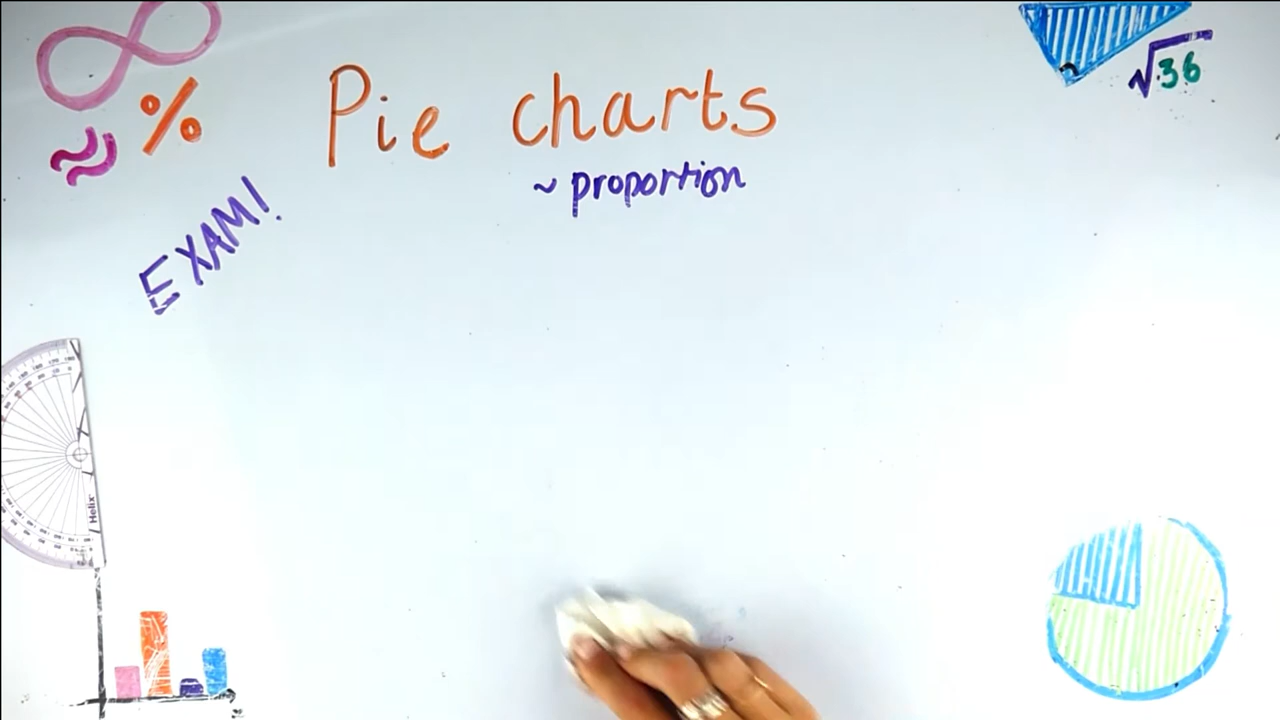 Pie charts
~ proportion
%
≈
EXAM!
√36
Helix